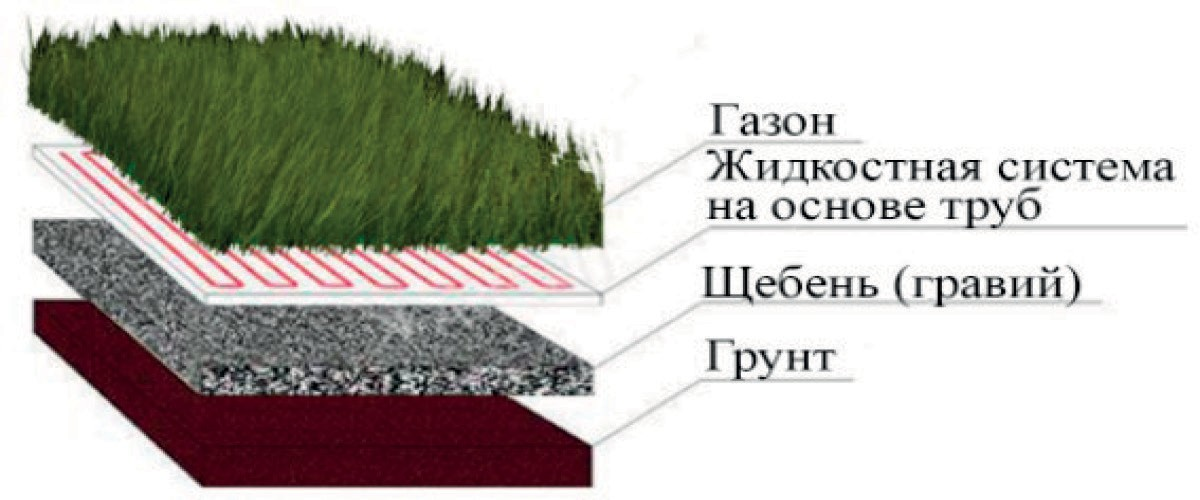 Газон
Жидкостная система
на основе труб
Щебень (гравий)
Грунт